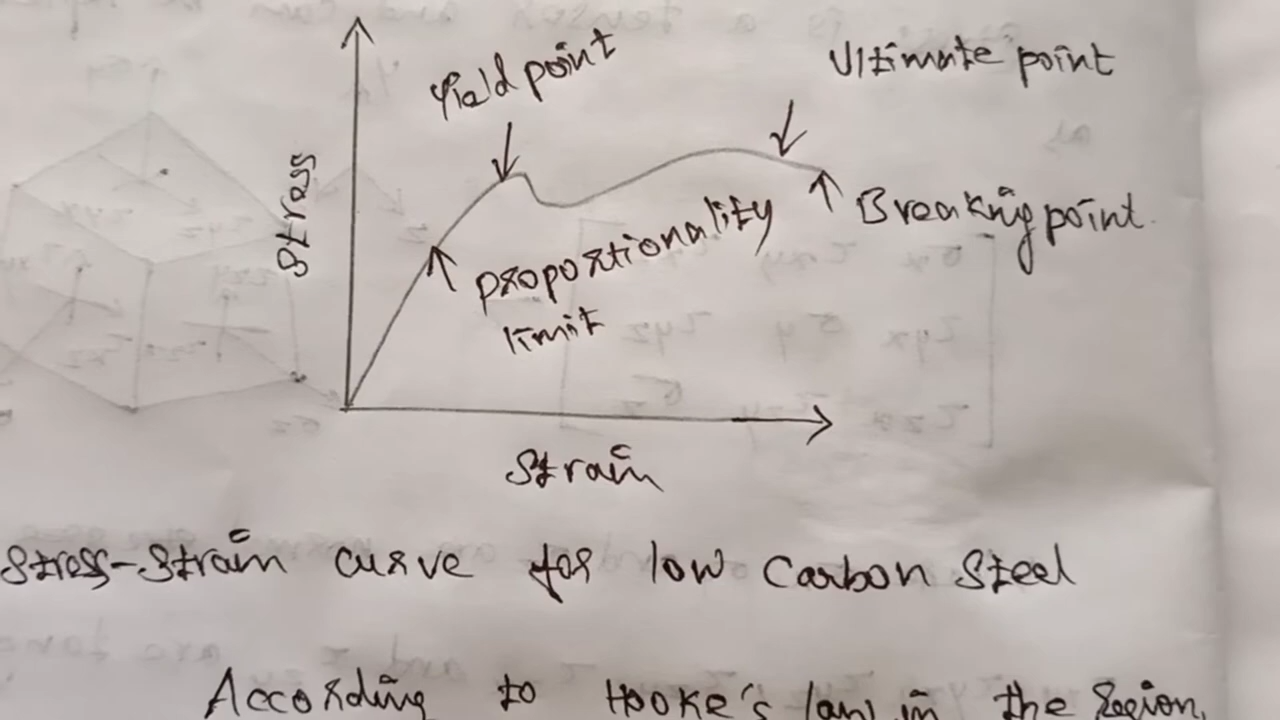 Yield point
Ultimate point
Stress
Breaking point.
proportionality
limit
Strain
Stress-Strain curve for low Carbon Steel
According to Hooke's law in the Region,